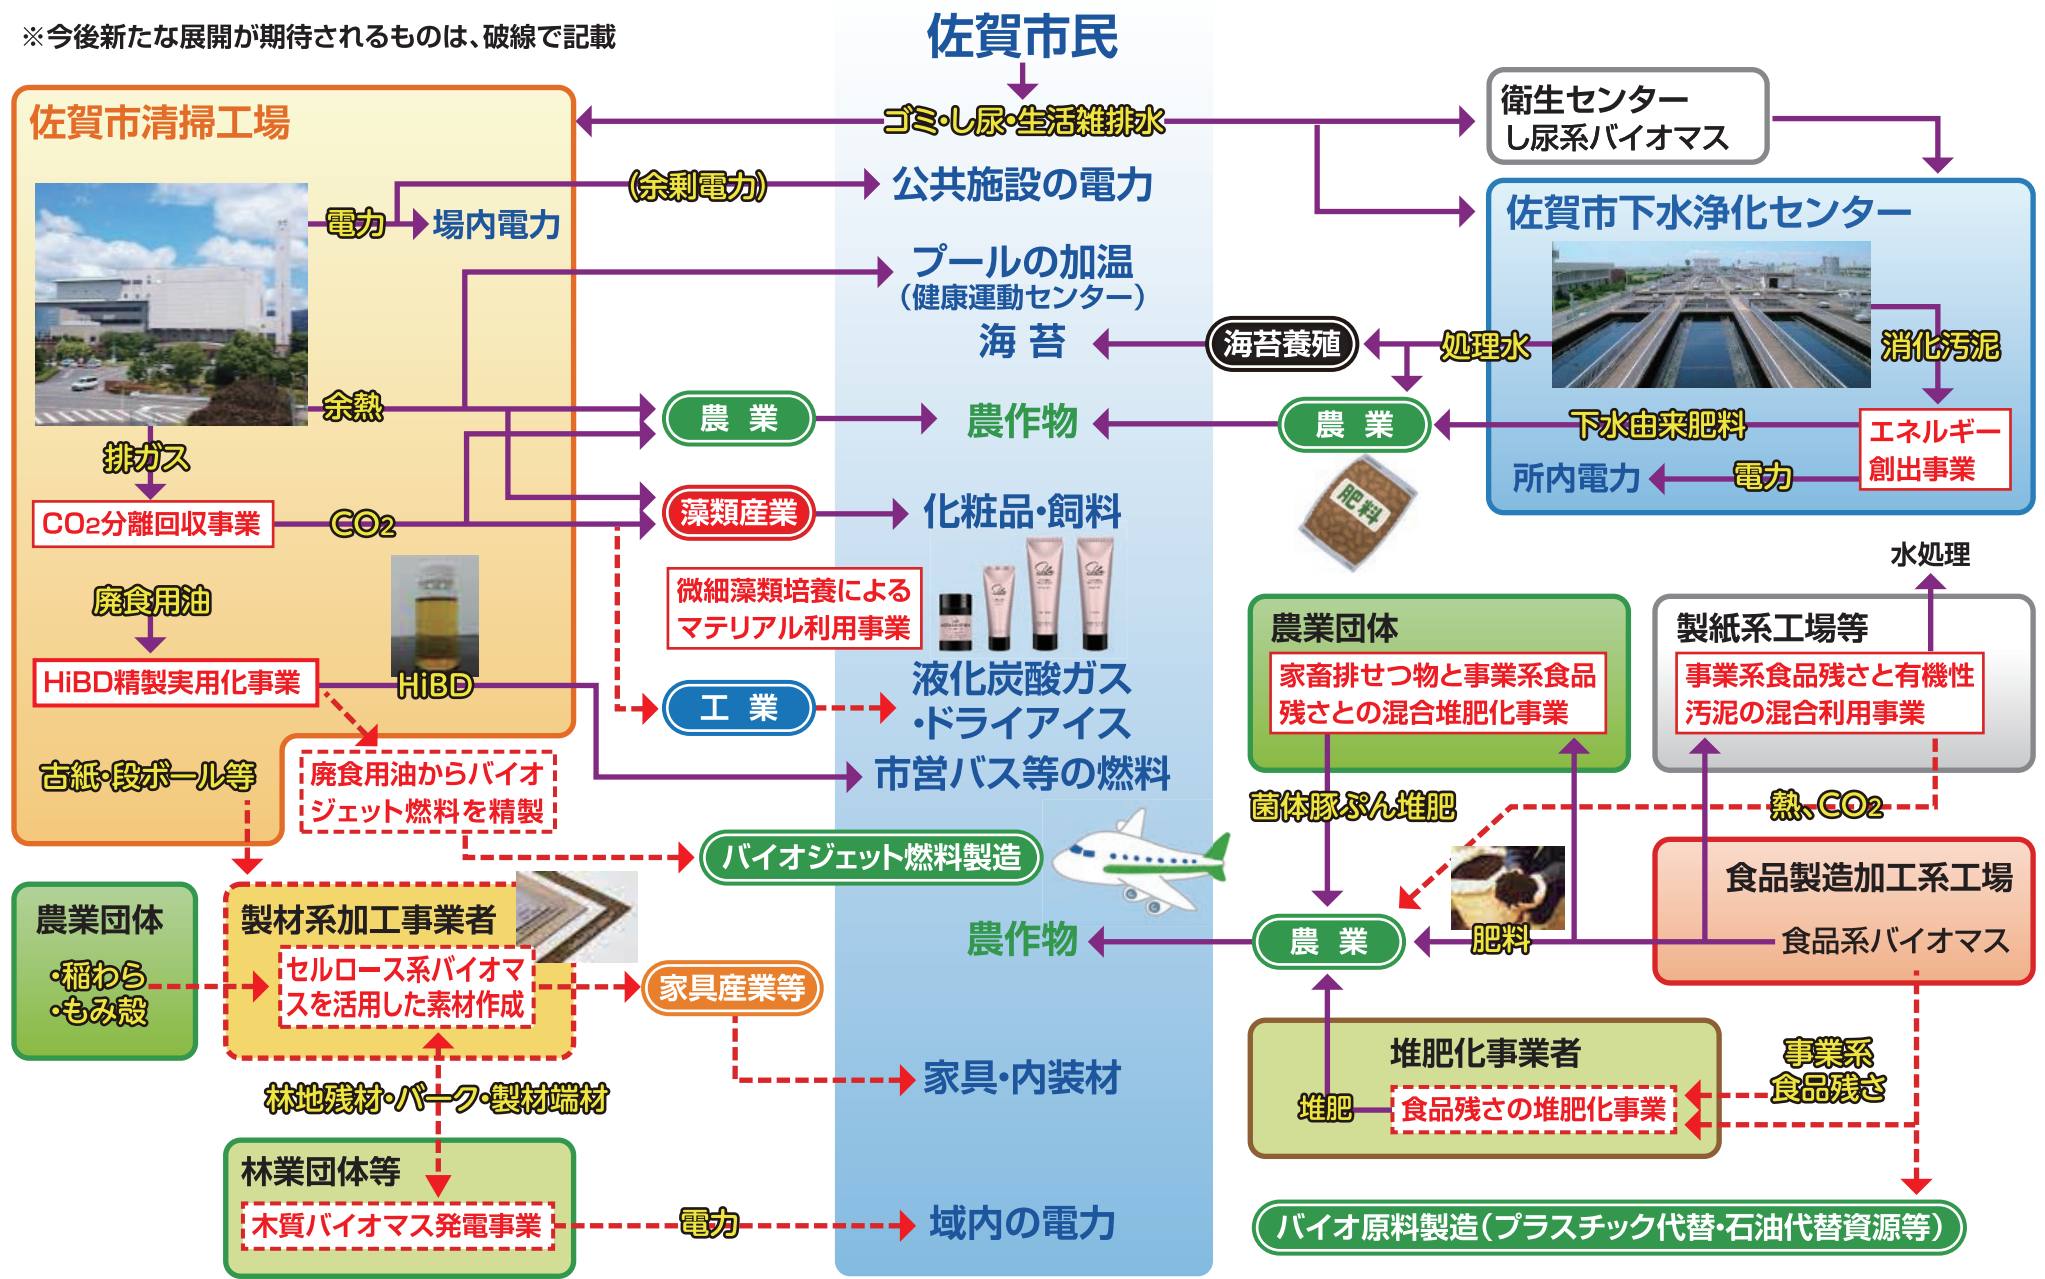 ※今後新たな展開が期待されるものは、破線で記載
佐賀市民
ゴミ・し尿・生活雑排水
佐賀市清掃工場
電力
場内電力
(余剰電力)
公共施設の電力
プールの加温
（健康運動センター）
余熱
排ガス
CO2分離回収事業
CO2
廃食用油
HiBD精製実用化事業
HiBD
古紙・段ボール等
廃食用油からバイオ
ジェット燃料を精製
農業
農作物
藻類産業
化粧品・飼料
微細藻類培養による
マテリアル利用事業
工業
液化炭酸ガス
・ドライアイス
市営バス等の燃料
バイオジェット燃料製造
衛生センター
し尿系バイオマス
佐賀市下水浄化センター
処理水
消化汚泥
海苔養殖
海苔
農業
下水由来肥料
エネルギー
創出事業
電力
所内電力
肥料
水処理
農業団体
家畜排せつ物と事業系食品
残さとの混合堆肥化事業
製紙系工場等
事業系食品残さと有機性
汚泥の混合利用事業
菌体豚ぷん堆肥
熱、CO2
食品製造加工系工場
食品系バイオマス
肥料
農業
農作物
農業団体
・稲わら
・もみ殻
製材系加工事業者
セルロース系バイオマ
スを活用した素材作成
家具産業等
家具・内装材
林地残材・バーク・製材端材
林業団体等
木質バイオマス発電事業
電力
域内の電力
堆肥化事業者
食品残さの堆肥化事業
堆肥
事業系
食品残さ
バイオ原料製造（プラスチック代替・石油代替資源等）